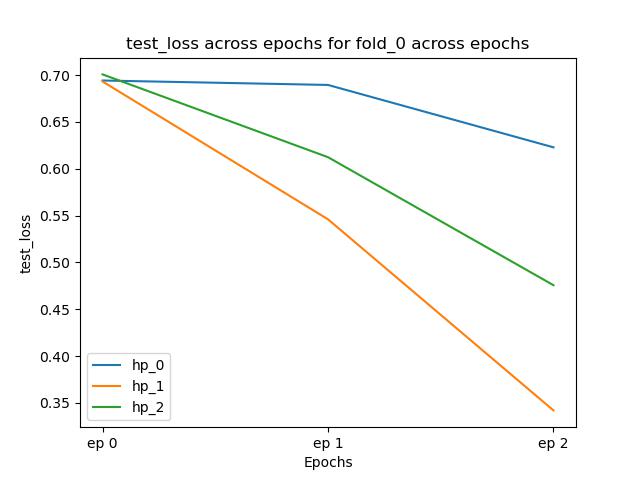 test_loss across epochs for fold_0 across epochs
test_loss
0.70
0.65
0.60
0.55
0.50
0.45
0.40
0.35
hp_0
hp_1
hp_2
ep 0
ep 1
ep 2
Epochs